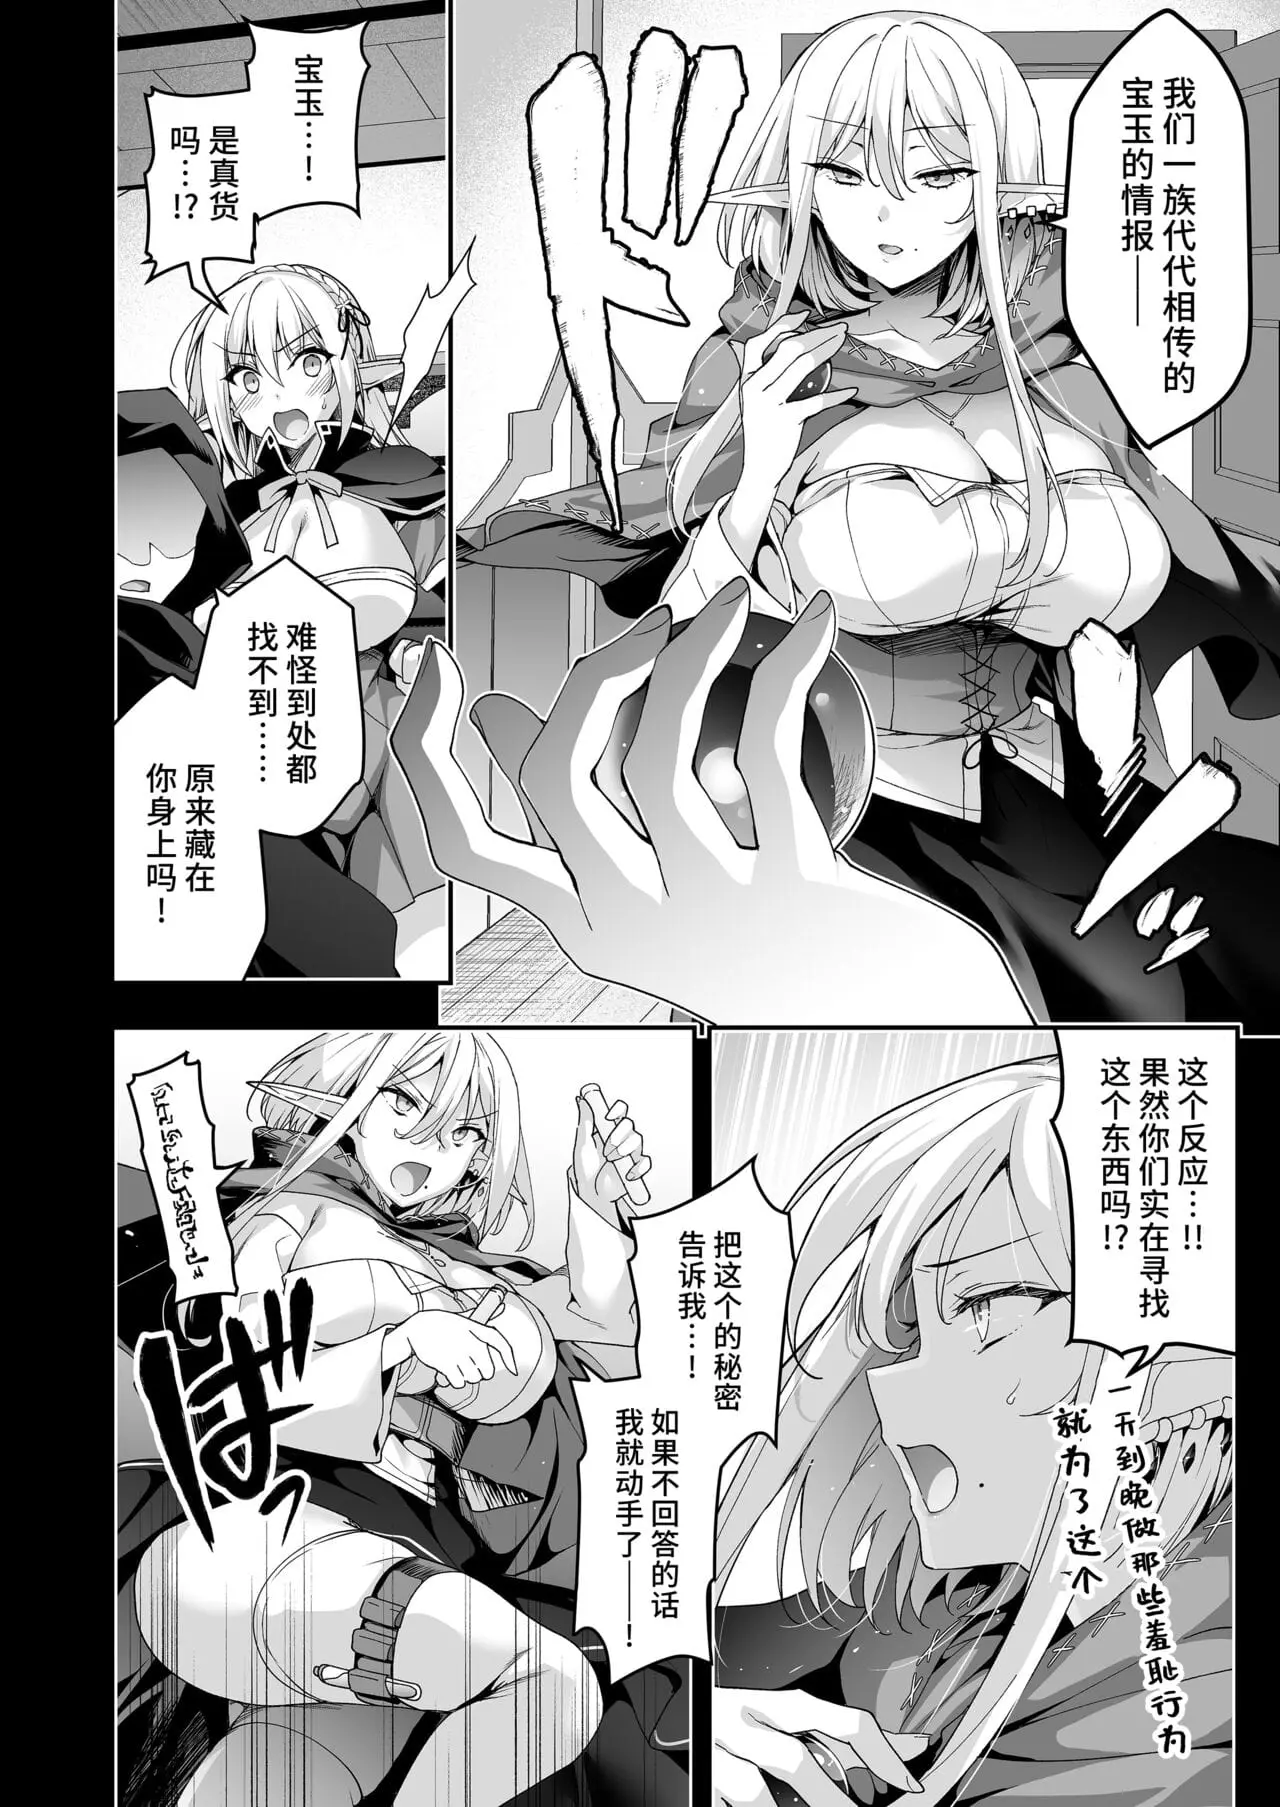 我们一族代代相传的
宝玉的情报——
ド!!!
宝玉…！
是真货
吗…!?
难怪到处都
找不到……
原来藏在
你身上吗！
这个反应…!!
果然你们实在寻找
这个东西吗!?
一天到晚做那些羞耻行为
就为了这个
把这个的秘密
告诉我…！
如果不回答的话
我就动手了——！
ばっ